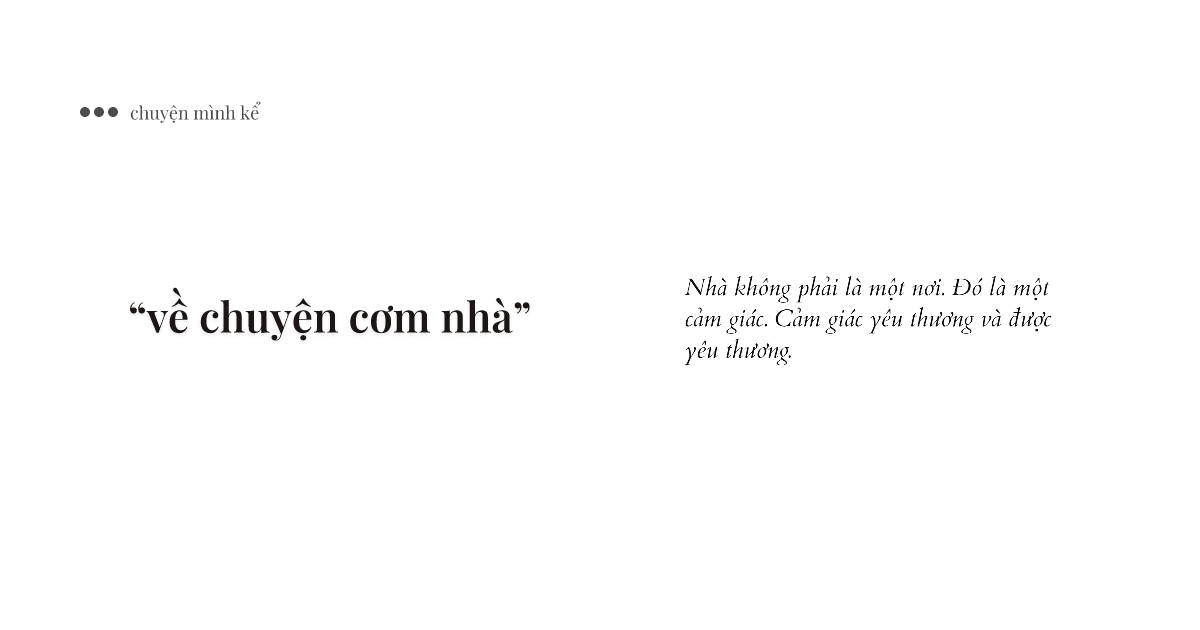 chuyện mình kể
“về chuyện cơm nhà”
Nhà không phải là một nơi. Đó là một
cảm giác. Cảm giác yêu thương và được
yêu thương.